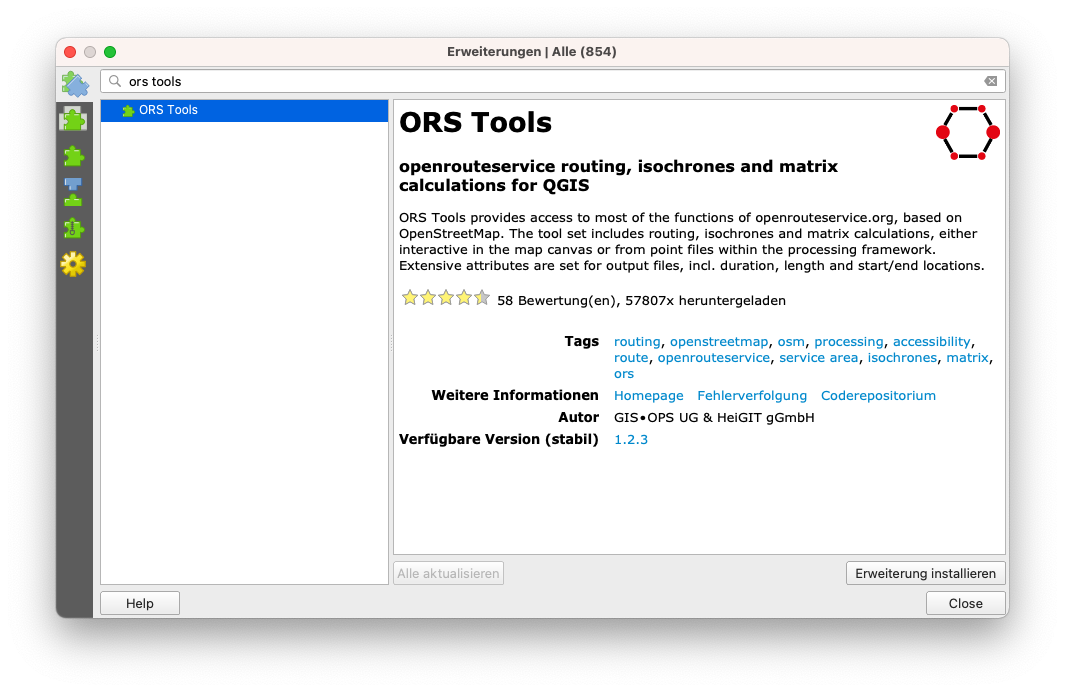 Erweiterungen | Alle (854)
ors tools
ORS Tools
ORS Tools
openrouteservice routing, isochrones and matrix
calculations for QGIS
ORS Tools provides access to most of the functions of openrouteservice.org, based on
OpenStreetMap. The tool set includes routing, isochrones and matrix calculations, either
interactive in the map canvas or from point files within the processing framework.
Extensive attributes are set for output files, incl. duration, length and start/end locations.
58 Bewertung(en), 57807x heruntergeladen
Tags routing, openstreetmap, osm, processing, accessibility,
route, openrouteservice, service area, isochrones, matrix,
ors
Weitere Informationen Homepage Fehlerverfolgung Coderepositorium
Autor GIS•OPS UG & HeiGIT gGmbH
Verfügbare Version (stabil) 1.2.3
Alle aktualisieren Erweiterung installieren
Help Close